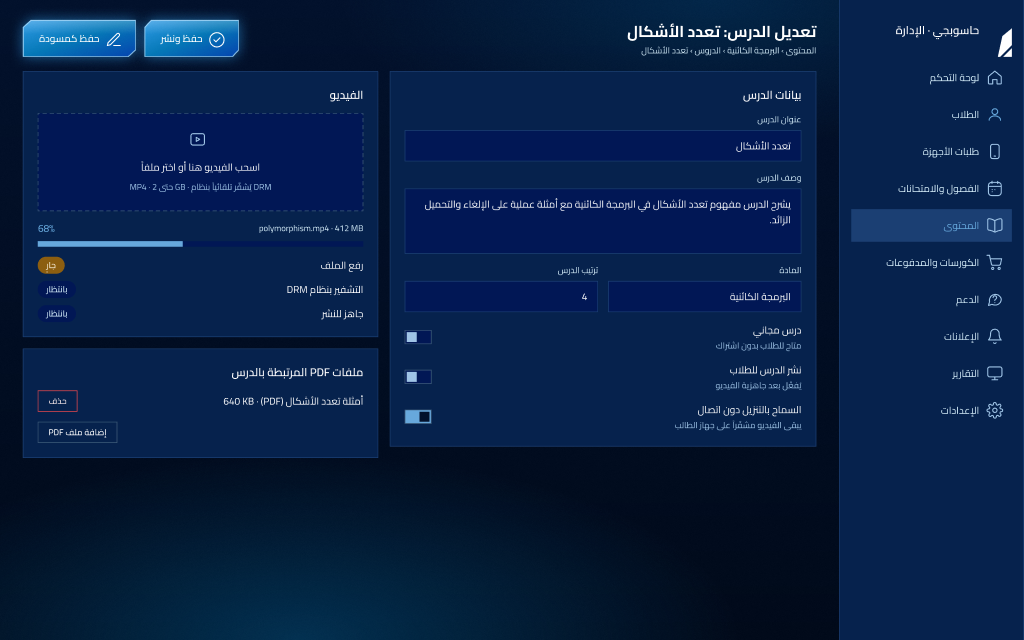 حاسوبجي · الإدارة
لوحة التحكم
الطلاب
طلبات الأجهزة
الفصول والامتحانات
المحتوى
الكورسات والمدفوعات
الدعم
الإعلانات
التقارير
الإعدادات
تعديل الدرس: تعدد الأشكال
المحتوى › البرمجة الكائنية › الدروس › تعدد الأشكال
حفظ ونشر
حفظ كمسودة
بيانات الدرس
عنوان الدرس
تعدد الأشكال
وصف الدرس
يشرح الدرس مفهوم تعدد الأشكال في البرمجة الكائنية مع أمثلة عملية على الإلغاء والتحميل
الزائد.
المادة
ترتيب الدرس
البرمجة الكائنية
4
درس مجاني
متاح للطلاب بدون اشتراك
نشر الدرس للطلاب
يُفعّل بعد جاهزية الفيديو
السماح بالتنزيل دون اتصال
يبقى الفيديو مشفّراً على جهاز الطالب
الفيديو
اسحب الفيديو هنا أو اختر ملفاً
MP4 · 2 حتى GB · يُشفّر تلقائياً بنظام DRM
polymorphism.mp4 · 412 MB
68%
رفع الملف
جارٍ
التشفير بنظام DRM
بانتظار
جاهز للنشر
بانتظار
ملفات PDF المرتبطة بالدرس
أمثلة تعدد الأشكال (PDF) · 640 KB
حذف
إضافة ملف PDF